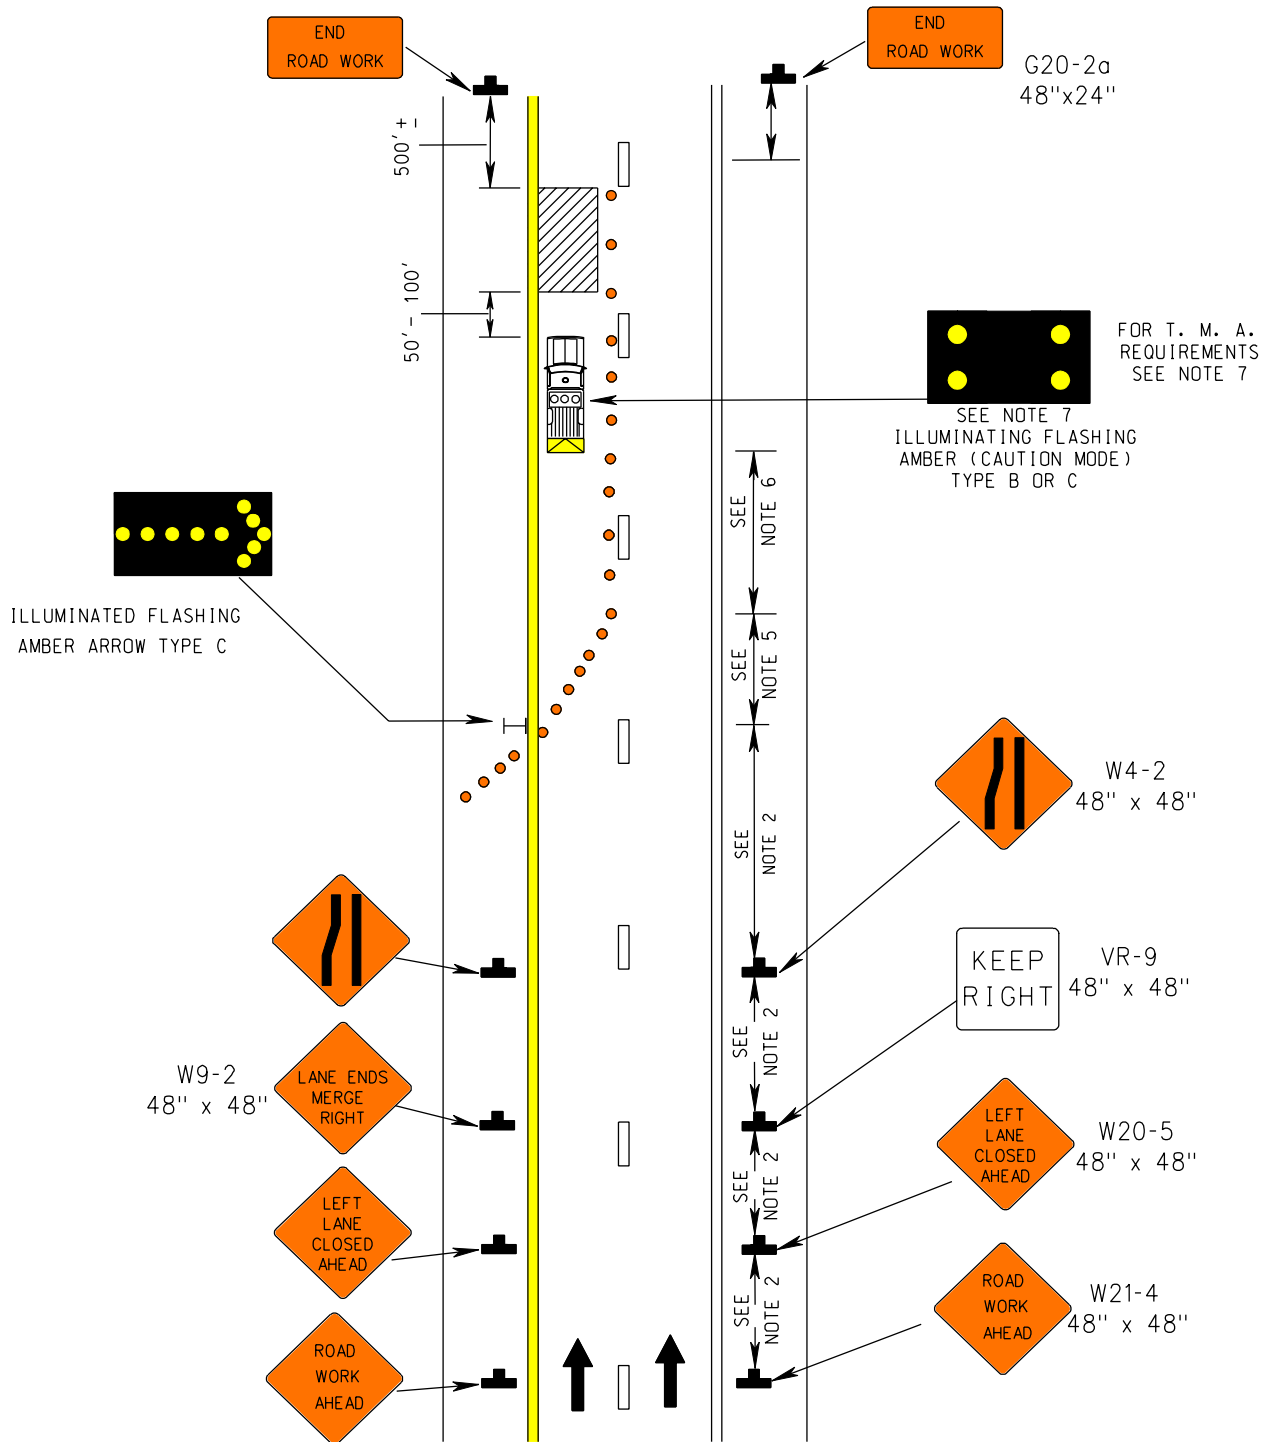 END
ROAD WORK
END
ROAD WORK
G20-2a
48"x24"
500'±
50'- 100'
FOR T. M. A.
REQUIREMENTS
SEE NOTE 7
SEE NOTE 7
ILLUMINATING FLASHING
AMBER (CAUTION MODE)
TYPE B OR C
SEE
NOTE 6
ILLUMINATED FLASHING
AMBER ARROW TYPE C
SEE
NOTE 5
W4-2
48" x 48"
SEE
NOTE 2
KEEP
RIGHT
VR-9
48" x 48"
SEE
NOTE 2
W9-2
48" x 48"
LANE ENDS
MERGE
RIGHT
LEFT
LANE
CLOSED
AHEAD
W20-5
48" x 48"
SEE
NOTE 2
LEFT
LANE
CLOSED
AHEAD
SEE
NOTE 2
ROAD
WORK
AHEAD
W21-4
48" x 48"
ROAD
WORK
AHEAD